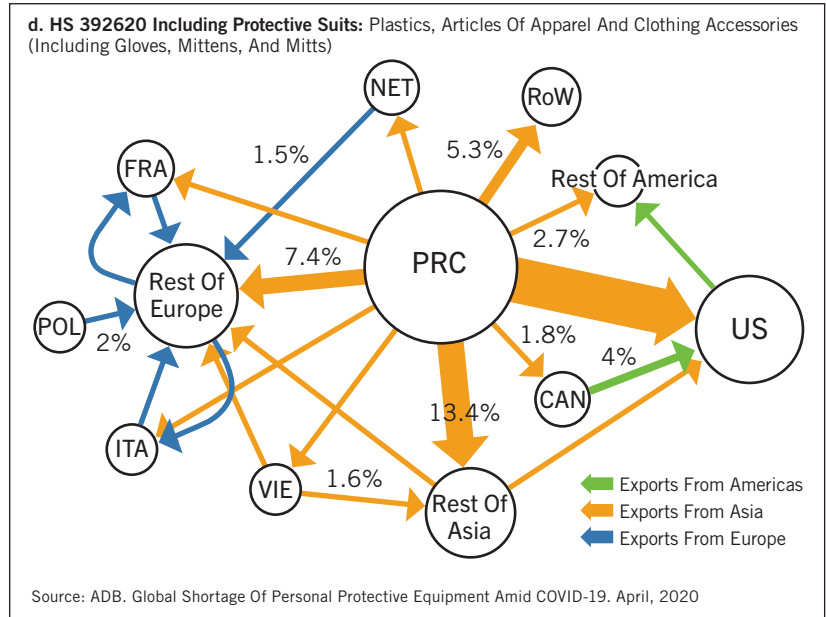 d. HS 392620 Including Protective Suits: Plastics, Articles Of Apparel And Clothing Accessories
(Including Gloves, Mittens, And Mitts)
NET
RoW
1.5%
5.3%
FRA
Rest Of America
7.4%
PRC
2.7%
Rest Of
Europe
POL
2%
US
1.8%
4%
CAN
13.4%
ITA
VIE
1.6%
Rest Of
Asia
Exports From Americas
Exports From Asia
Exports From Europe
Source: ADB. Global Shortage Of Personal Protective Equipment Amid COVID-19. April, 2020